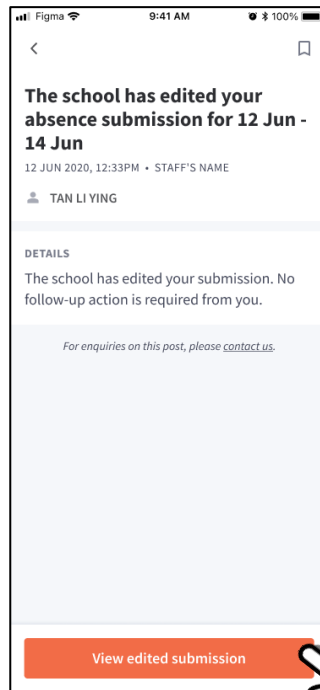 Figma 9:41 AM 100%
The school has edited your
absence submission for 12 Jun -
14 Jun
12 JUN 2020, 12:33PM • STAFF'S NAME
TAN LI YING
DETAILS
The school has edited your submission. No
follow-up action is required from you.
For enquiries on this post, please contact us.
View edited submission